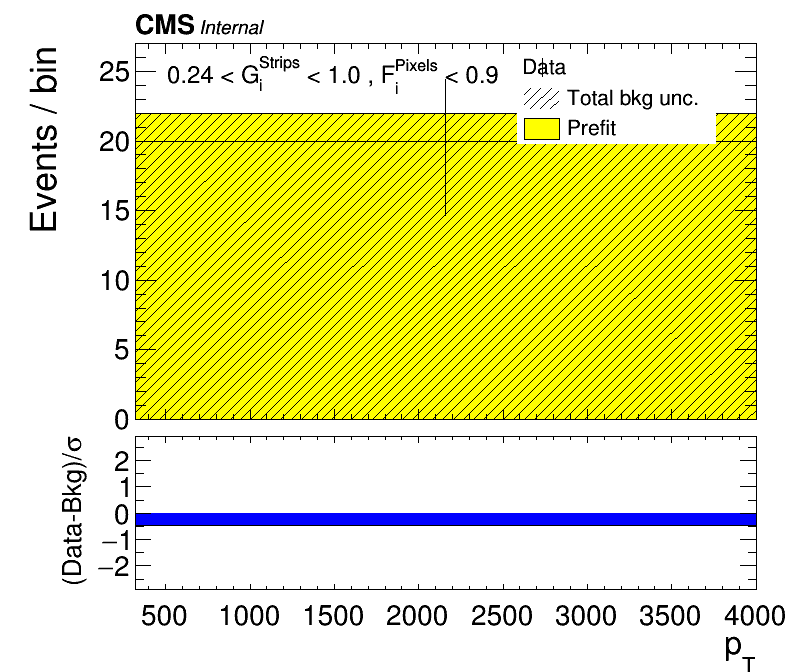 CMS Internal
Events / bin
0.24 < G_i^Strips < 1.0 , F_i^Pixels < 0.9
Data
Total bkg unc.
Prefit
25
20
15
10
5
0
(Data-Bkg)/σ
2
1
0
−1
−2
500 1000 1500 2000 2500 3000 3500 4000
p_T